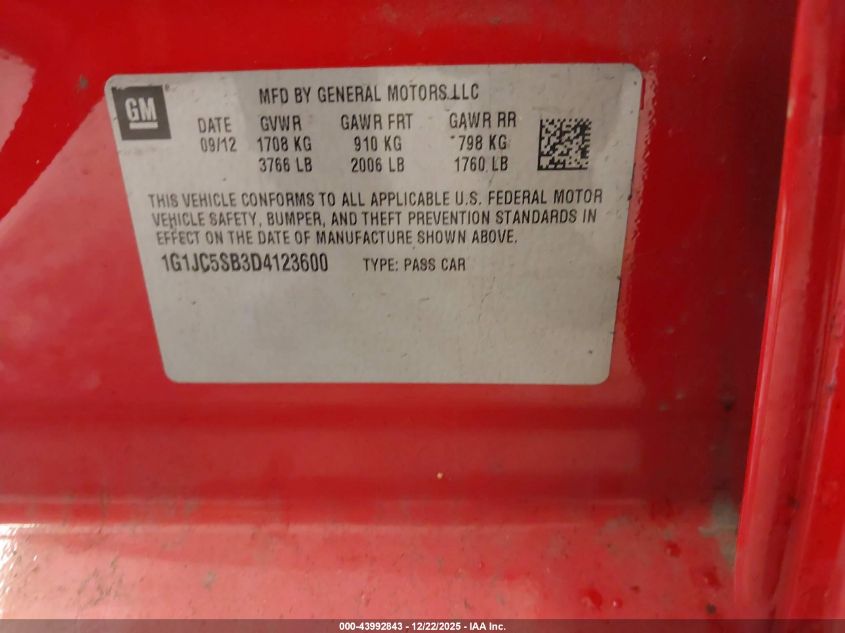 GM
MFD BY GENERAL MOTORS LLC
DATE GVWR GAWR FRT GAWR RR
09/12 1708 KG 910 KG 798 KG
3766 LB 2006 LB 1760 LB
THIS VEHICLE CONFORMS TO ALL APPLICABLE U.S. FEDERAL MOTOR
VEHICLE SAFETY, BUMPER, AND THEFT PREVENTION STANDARDS IN
EFFECT ON THE DATE OF MANUFACTURE SHOWN ABOVE.
1G1JC5SB3D4123600 TYPE: PASS CAR
000-43992843 / 12/22/2025 - IAA Inc.